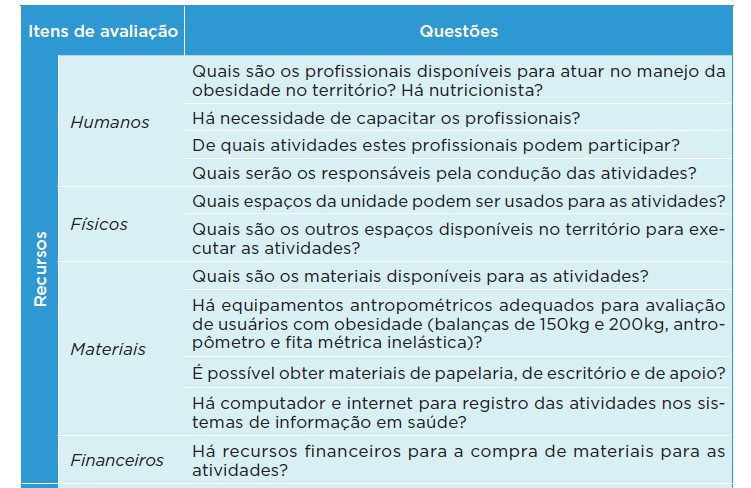 Itens de avaliação
Questões
Recursos
Humanos
Quais são os profissionais disponíveis para atuar no manejo da
obesidade no território? Há nutricionista?
Há necessidade de capacitar os profissionais?
De quais atividades estes profissionais podem participar?
Quais serão os responsáveis pela condução das atividades?
Físicos
Quais espaços da unidade podem ser usados para as atividades?
Quais são os outros espaços disponíveis no território para exe-
cutar as atividades?
Materiais
Quais são os materiais disponíveis para as atividades?
Há equipamentos antropométricos adequados para avaliação
de usuários com obesidade (balanças de 150kg e 200kg, antro-
pômetro e fita métrica inelástica)?
É possível obter materiais de papelaria, de escritório e de apoio?
Há computador e internet para registro das atividades nos sis-
temas de informação em saúde?
Financeiros
Há recursos financeiros para a compra de materiais para as
atividades?